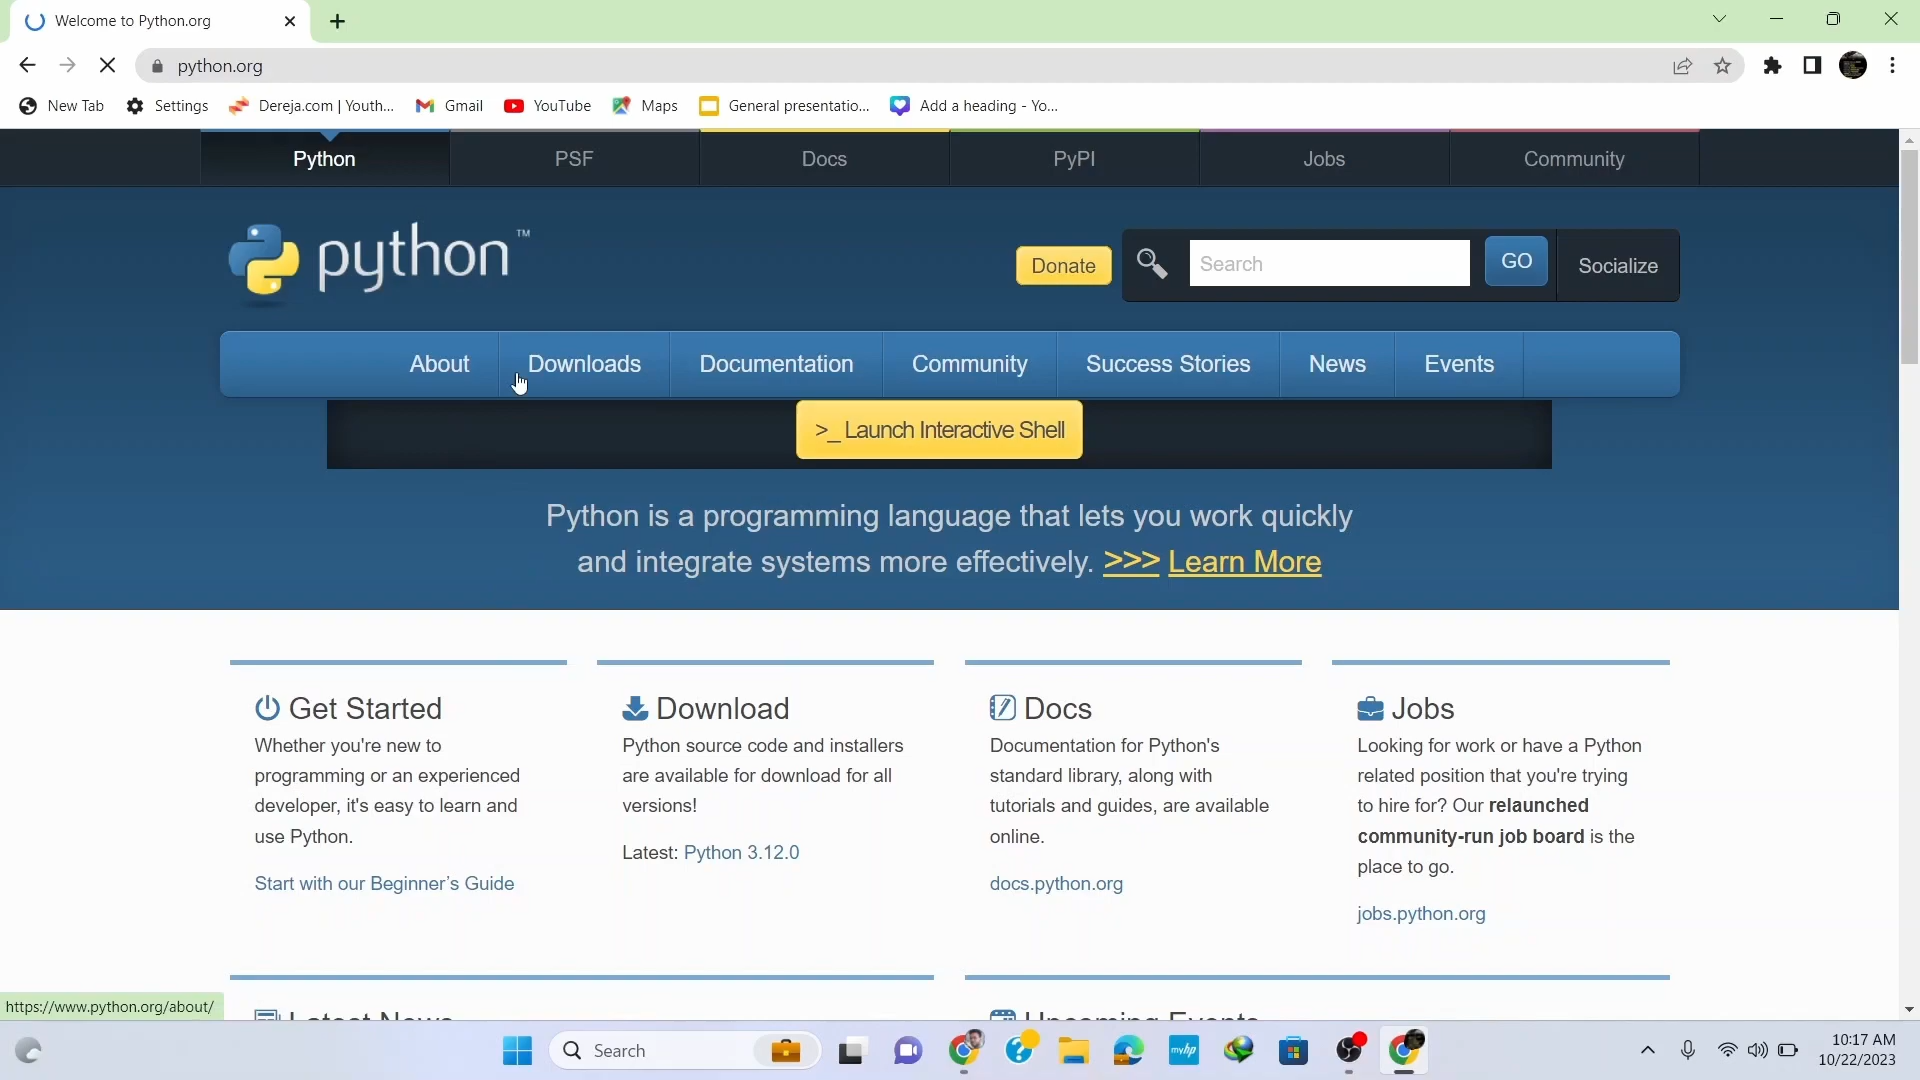 Welcome to Python.org
python.org
New Tab Settings Dereja.com | Youth... Gmail YouTube Maps General presentatio... Add a heading - Yo...
Python PSF Docs PyPI Jobs Community
python™
Donate Search GO Socialize
About Downloads Documentation Community Success Stories News Events
>_ Launch Interactive Shell
Python is a programming language that lets you work quickly
and integrate systems more effectively. >>> Learn More
Get Started
Whether you're new to
programming or an experienced
developer, it's easy to learn and
use Python.
Start with our Beginner's Guide
Download
Python source code and installers
are available for download for all
versions!
Latest: Python 3.12.0
Docs
Documentation for Python's
standard library, along with
tutorials and guides, are available
online.
docs.python.org
Jobs
Looking for work or have a Python
related position that you're trying
to hire for? Our relaunched
community-run job board is the
place to go.
jobs.python.org
Latest News
Upcoming Events
https://www.python.org/about/
Search
myhp
10:17 AM
10/22/2023